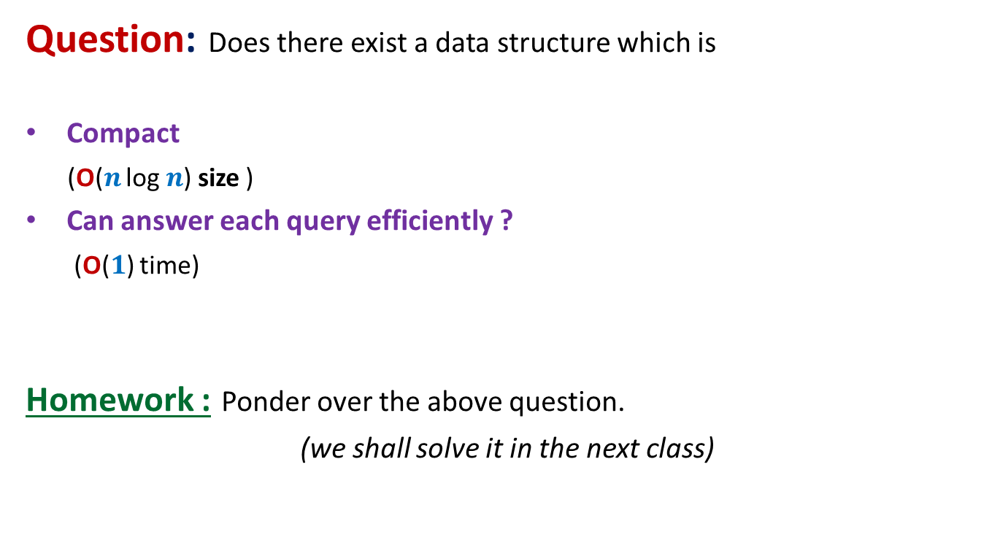 Question: Does there exist a data structure which is
• Compact
(O(n log n) size )
• Can answer each query efficiently ?
(O(1) time)
Homework : Ponder over the above question.
(we shall solve it in the next class)